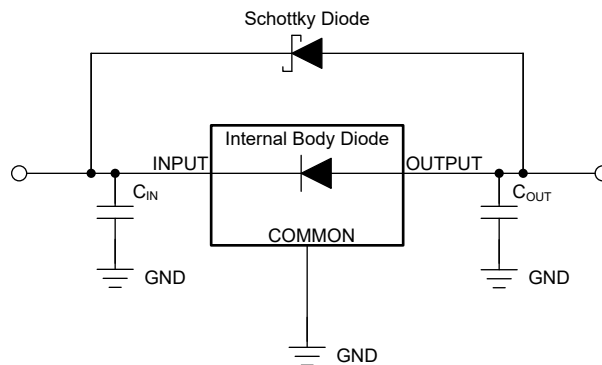 Schottky Diode
Internal Body Diode
INPUT
OUTPUT
CIN
COUT
COMMON
GND
GND
GND